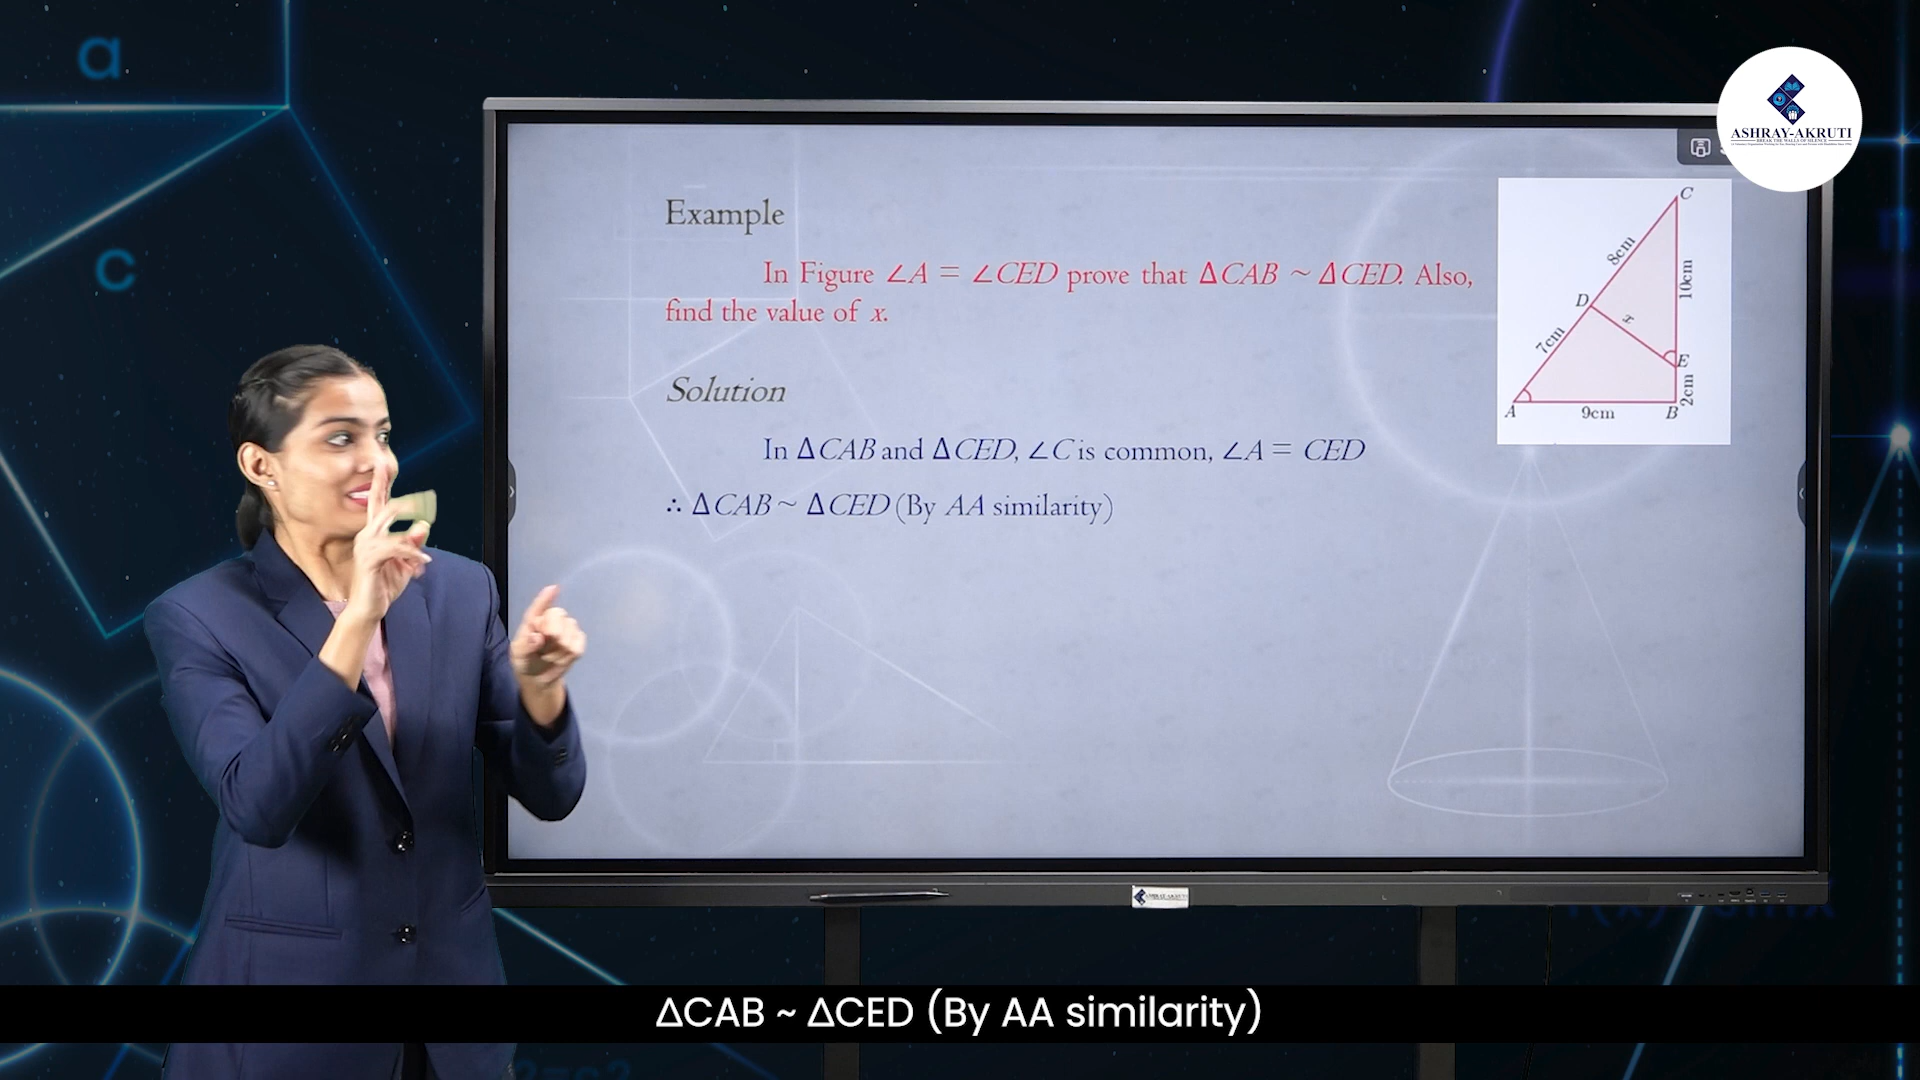 a
c
ASHRAY-AKRUTI
BREAK THE WALLS OF SILENCE
Example
In Figure ∠A = ∠CED prove that ΔCAB ~ ΔCED. Also,
find the value of x.
Solution
In ΔCAB and ΔCED, ∠C is common, ∠A = CED
∴ ΔCAB ~ ΔCED (By AA similarity)
C
8cm
10cm
D
x
7cm
E
2cm
A
9cm
B
ΔCAB ~ ΔCED (By AA similarity)